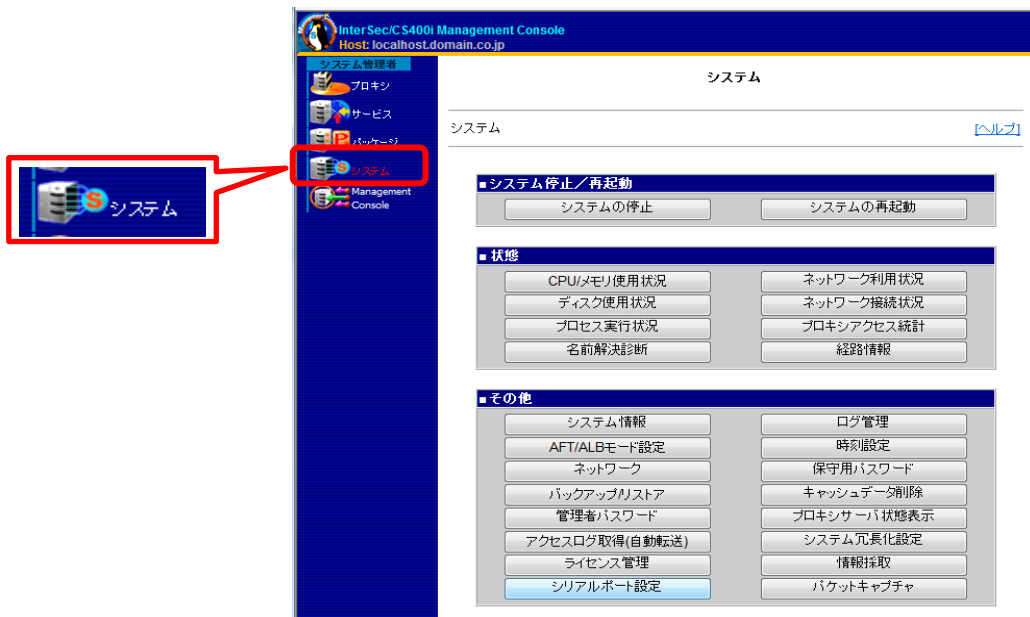 InterSec/CS400i Management Console
Host: localhost.domain.co.jp
システム管理者
プロキシ
サービス
パッケージ
システム
Management
Console
システム
システム
システム
[ヘルプ]
■システム停止／再起動
システムの停止
システムの再起動
■状態
CPU/メモリ使用状況
ネットワーク利用状況
ディスク使用状況
ネットワーク接続状況
プロセス実行状況
プロキシアクセス統計
名前解決診断
経路情報
■その他
システム情報
ログ管理
AFT/ALBモード設定
時刻設定
ネットワーク
保守用パスワード
バックアップ/リストア
キャッシュデータ削除
管理者パスワード
プロキシサーバ状態表示
アクセスログ取得(自動転送)
システム冗長化設定
ライセンス管理
情報採取
シリアルポート設定
パケットキャプチャ